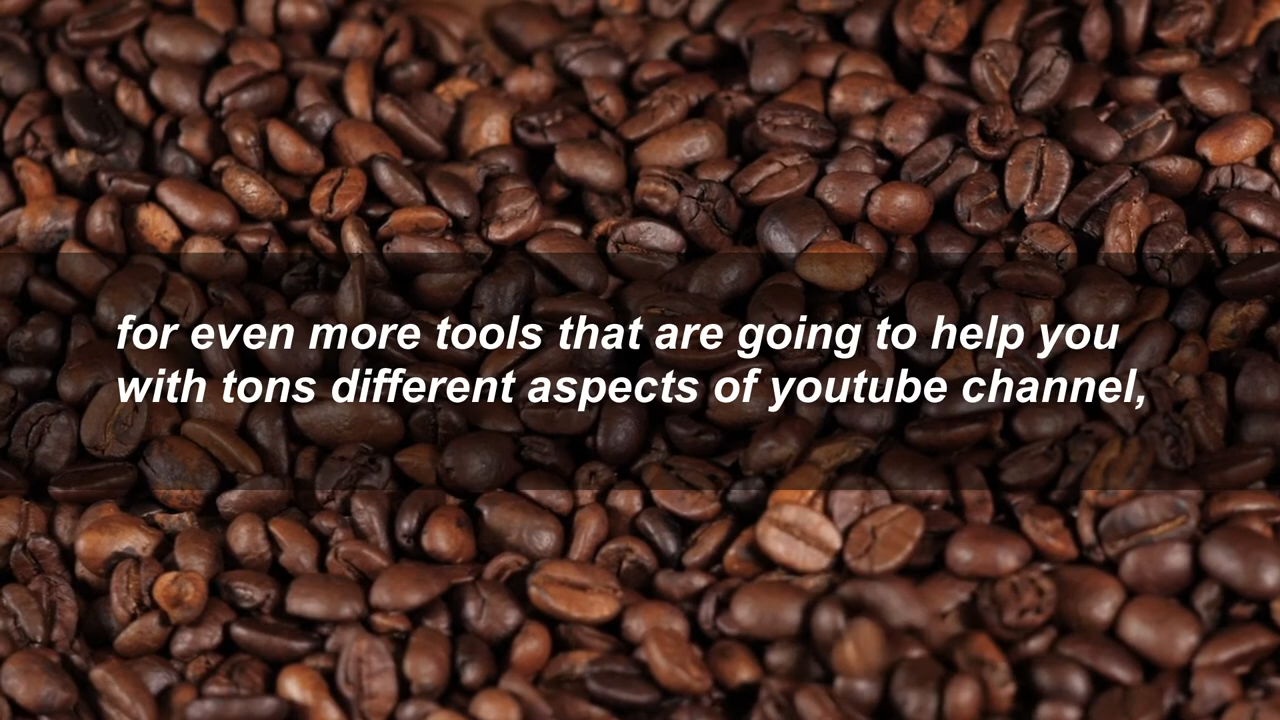 for even more tools that are going to help you
with tons different aspects of youtube channel,